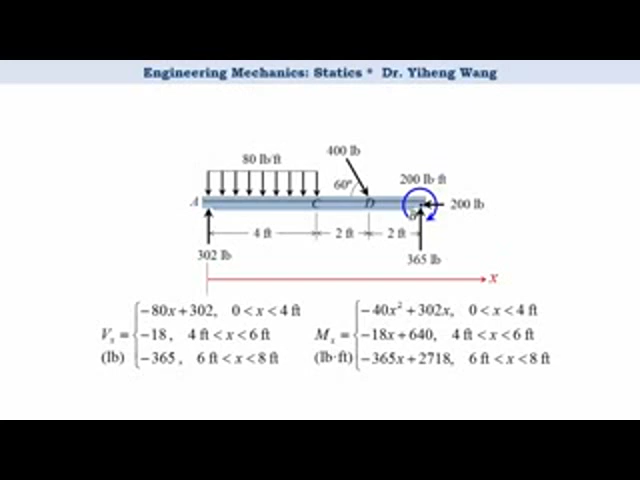 Engineering Mechanics: Statics * Dr. Yiheng Wang
400 lb
80 lb/ft
60°
200 lb·ft
A
C
D
B
200 lb
4 ft
2 ft
2 ft
302 lb
365 lb
x
−80x+302, 0<x<4 ft
−40x²+302x, 0<x<4 ft
Vₓ = −18, 4 ft<x<6 ft
Mₓ = −18x+640, 4 ft<x<6 ft
(lb) −365, 6 ft<x<8 ft
(lb·ft) −365x+2718, 6 ft<x<8 ft